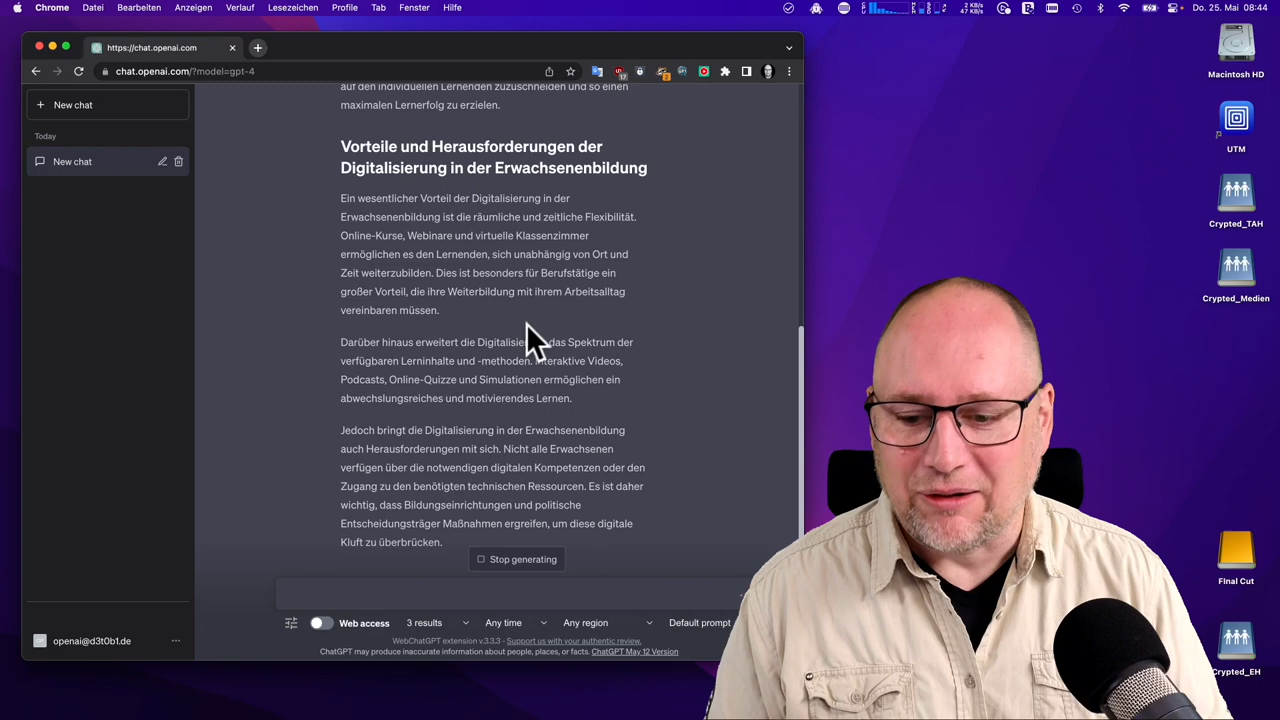 Chrome Datei Bearbeiten Anzeigen Verlauf Lesezeichen Profile Tab Fenster Hilfe
2 KB/s
6 KB/s
Do. 25. Mai 08:44
https://chat.openai.com/
chat.openai.com/?model=gpt-4
New chat
Today
New chat
auf den individuellen Lernenden zuzuschneiden und so einen
maximalen Lernerfolg zu erzielen.
Vorteile und Herausforderungen der
Digitalisierung in der Erwachsenenbildung
Ein wesentlicher Vorteil der Digitalisierung in der
Erwachsenenbildung ist die räumliche und zeitliche Flexibilität.
Online-Kurse, Webinare und virtuelle Klassenzimmer
ermöglichen es den Lernenden, sich unabhängig von Ort und
Zeit weiterzubilden. Dies ist besonders für Berufstätige ein
großer Vorteil, die ihre Weiterbildung mit ihrem Arbeitsalltag
vereinbaren müssen.
Darüber hinaus erweitert die Digitalisierung das Spektrum der
verfügbaren Lerninhalte und -methoden. Interaktive Videos,
Podcasts, Online-Quizze und Simulationen ermöglichen ein
abwechslungsreiches und motivierendes Lernen.
Jedoch bringt die Digitalisierung in der Erwachsenenbildung
auch Herausforderungen mit sich. Nicht alle Erwachsenen
verfügen über die notwendigen digitalen Kompetenzen oder den
Zugang zu den benötigten technischen Ressourcen. Es ist daher
wichtig, dass Bildungseinrichtungen und politische
Entscheidungsträger Maßnahmen ergreifen, um diese digitale
Kluft zu überbrücken.
Stop generating
Web access 3 results Any time Any region Default prompt
WebChatGPT extension v.3.3.3 - Support us with your authentic review.
ChatGPT may produce inaccurate information about people, places, or facts. ChatGPT May 12 Version
openai@d3t0b1.de
Macintosh HD
UTM
Crypted_TAH
Crypted_Medien
FInal Cut
Crypted_EH